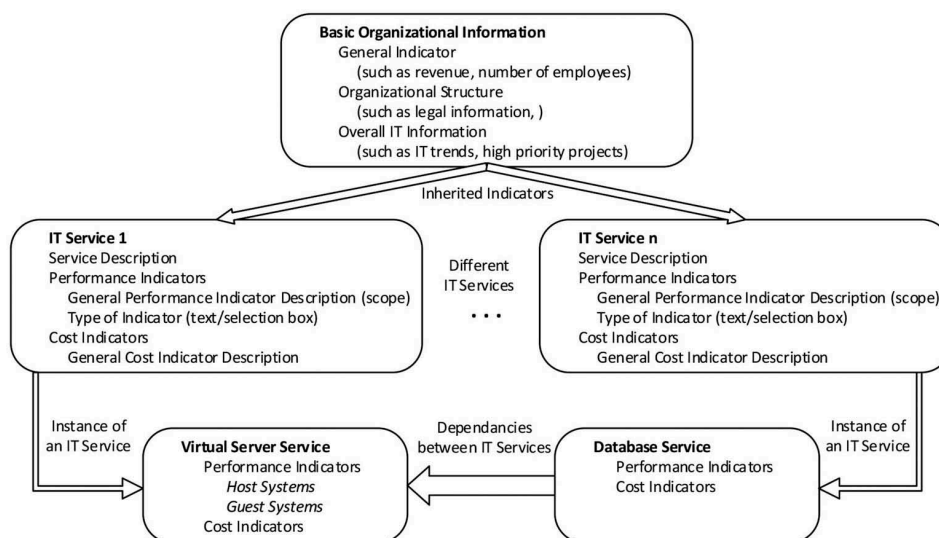 Basic Organizational Information
General Indicator
(such as revenue, number of employees)
Organizational Structure
(such as legal information, )
Overall IT Information
(such as IT trends, high priority projects)
Inherited Indicators
IT Service 1
Service Description
Performance Indicators
General Performance Indicator Description (scope)
Type of Indicator (text/selection box)
Cost Indicators
General Cost Indicator Description
Different
IT Services
...
IT Service n
Service Description
Performance Indicators
General Performance Indicator Description (scope)
Type of Indicator (text/selection box)
Cost Indicators
General Cost Indicator Description
Instance of
an IT Service
Virtual Server Service
Performance Indicators
Host Systems
Guest Systems
Cost Indicators
Dependancies
between IT Services
Database Service
Performance Indicators
Cost Indicators
Instance of
an IT Service